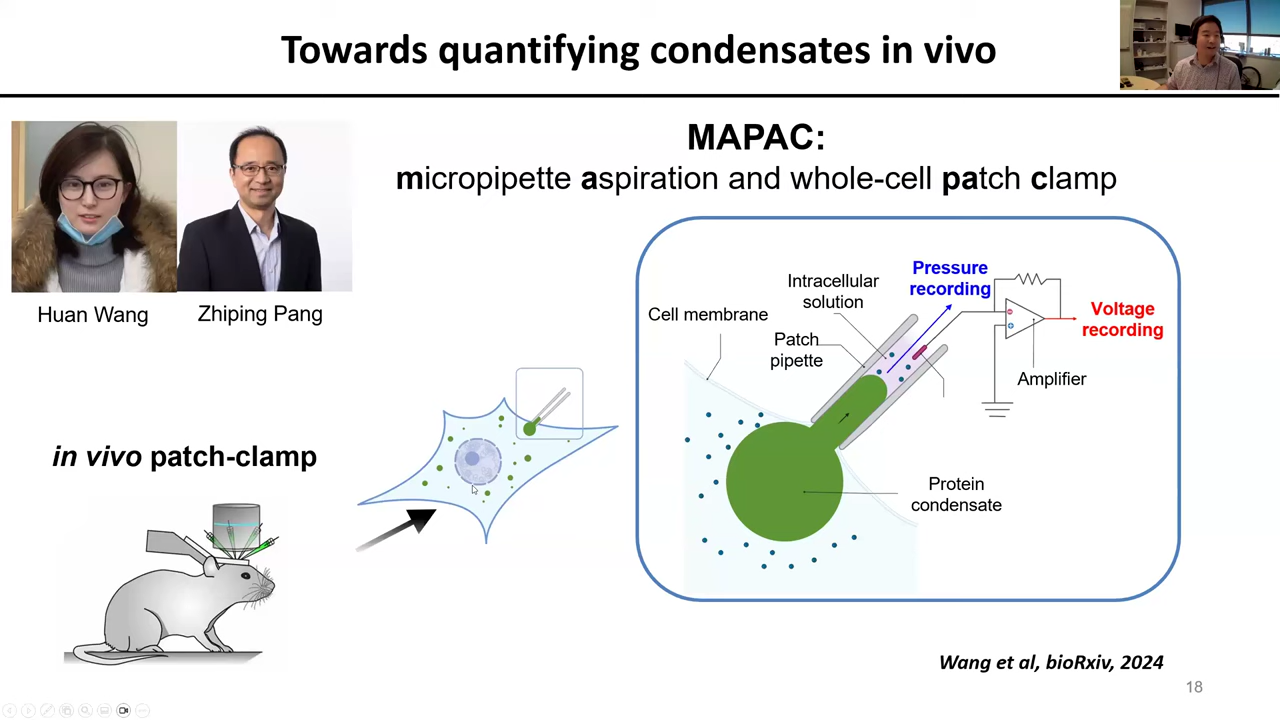 Towards quantifying condensates in vivo
MAPAC:
micropipette aspiration and whole-cell patch clamp
Huan Wang
Zhiping Pang
in vivo patch-clamp
Cell membrane
Intracellular
solution
Pressure
recording
Patch
pipette
Voltage
recording
Amplifier
Protein
condensate
Wang et al, bioRxiv, 2024
18